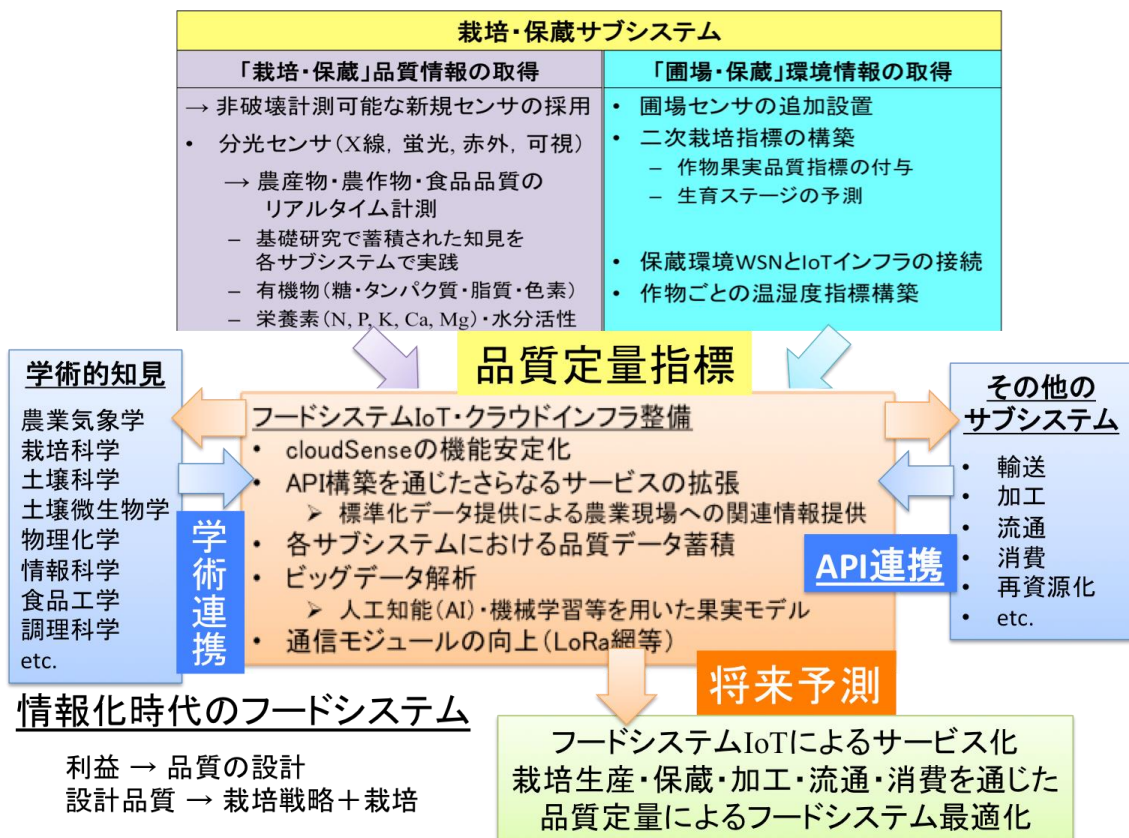 栽培・保蔵サブシステム
「栽培・保蔵」品質情報の取得
→ 非破壊計測可能な新規センサの採用
• 分光センサ(X線, 蛍光, 赤外, 可視)
→ 農産物・農作物・食品品質の
リアルタイム計測
– 基礎研究で蓄積された知見を
各サブシステムで実践
– 有機物(糖・タンパク質・脂質・色素)
– 栄養素(N, P, K, Ca, Mg)・水分活性
「圃場・保蔵」環境情報の取得
• 圃場センサの追加設置
• 二次栽培指標の構築
– 作物果実品質指標の付与
– 生育ステージの予測
• 保蔵環境WSNとIoTインフラの接続
• 作物ごとの温湿度指標構築
品質定量指標
学術的知見
農業気象学
栽培科学
土壌科学
土壌微生物学
物理化学
情報科学
食品工学
調理科学
etc.
学術連携
フードシステムIoT・クラウドインフラ整備
• cloudSenseの機能安定化
• API構築を通じたさらなるサービスの拡張
➢ 標準化データ提供による農業現場への関連情報提供
• 各サブシステムにおける品質データ蓄積
• ビッグデータ解析
➢ 人工知能(AI)・機械学習等を用いた果実モデル
• 通信モジュールの向上(LoRa網等)
その他の
サブシステム
• 輸送
• 加工
• 流通
• 消費
• 再資源化
• etc.
API連携
将来予測
情報化時代のフードシステム
利益 → 品質の設計
設計品質 → 栽培戦略+栽培
フードシステムIoTによるサービス化
栽培生産・保蔵・加工・流通・消費を通じた
品質定量によるフードシステム最適化